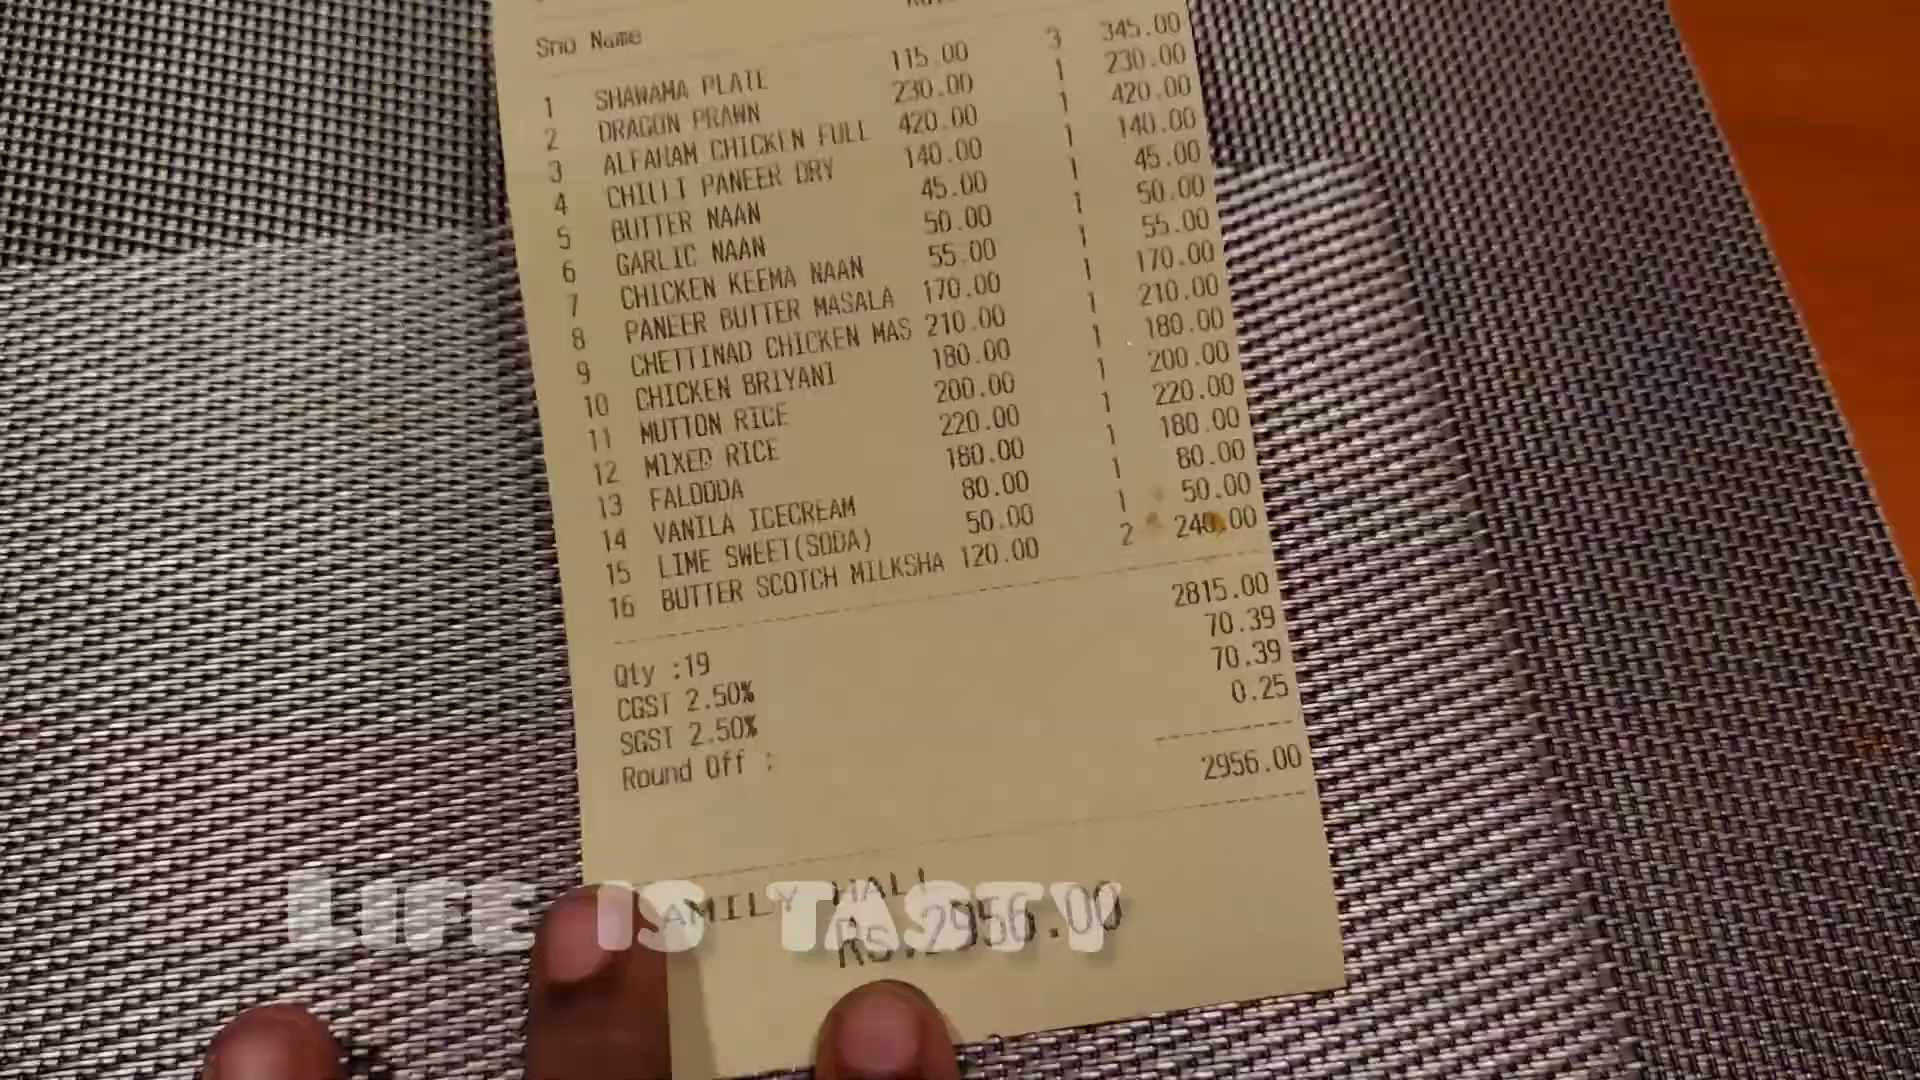 Sno Name
1 SHAWAMA PLATE 115.00 3 345.00
2 DRAGON PRAWN 230.00 1 230.00
3 ALFAHAM CHICKEN FULL 420.00 1 420.00
4 CHILLI PANEER DRY 140.00 1 140.00
5 BUTTER NAAN 45.00 1 45.00
6 GARLIC NAAN 50.00 1 50.00
7 CHICKEN KEEMA NAAN 55.00 1 55.00
8 PANEER BUTTER MASALA 170.00 1 170.00
9 CHETTINAD CHICKEN MAS 210.00 1 210.00
10 CHICKEN BRIYANI 180.00 1 180.00
11 MUTTON RICE 200.00 1 200.00
12 MIXED RICE 220.00 1 220.00
13 FALOODA 180.00 1 180.00
14 VANILA ICECREAM 80.00 1 80.00
15 LIME SWEET(SODA) 50.00 1 50.00
16 BUTTER SCOTCH MILKSHA 120.00 2 240.00
Qty :19 2815.00
CGST 2.50% 70.39
SGST 2.50% 70.39
Round Off : 0.25
2956.00
AMILY HALL
Rs.2956.00
LIFE IS TASTY